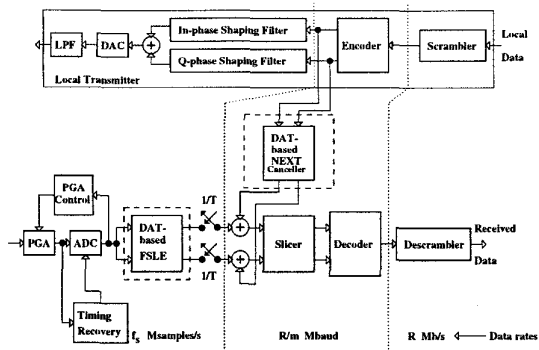 In-phase Shaping Filter
LPF
DAC
+
Encoder
Scrambler
Local
Data
Q-phase Shaping Filter
Local Transmitter
DAT-
based
NEXT
Canceller
PGA
Control
1/T
PGA
ADC
DAT-
based
FSLE
+
+
Slicer
Decoder
Descrambler
Received
Data
1/T
Timing
Recovery
fs Msamples/s
R/m Mbaud
R Mb/s
Data rates